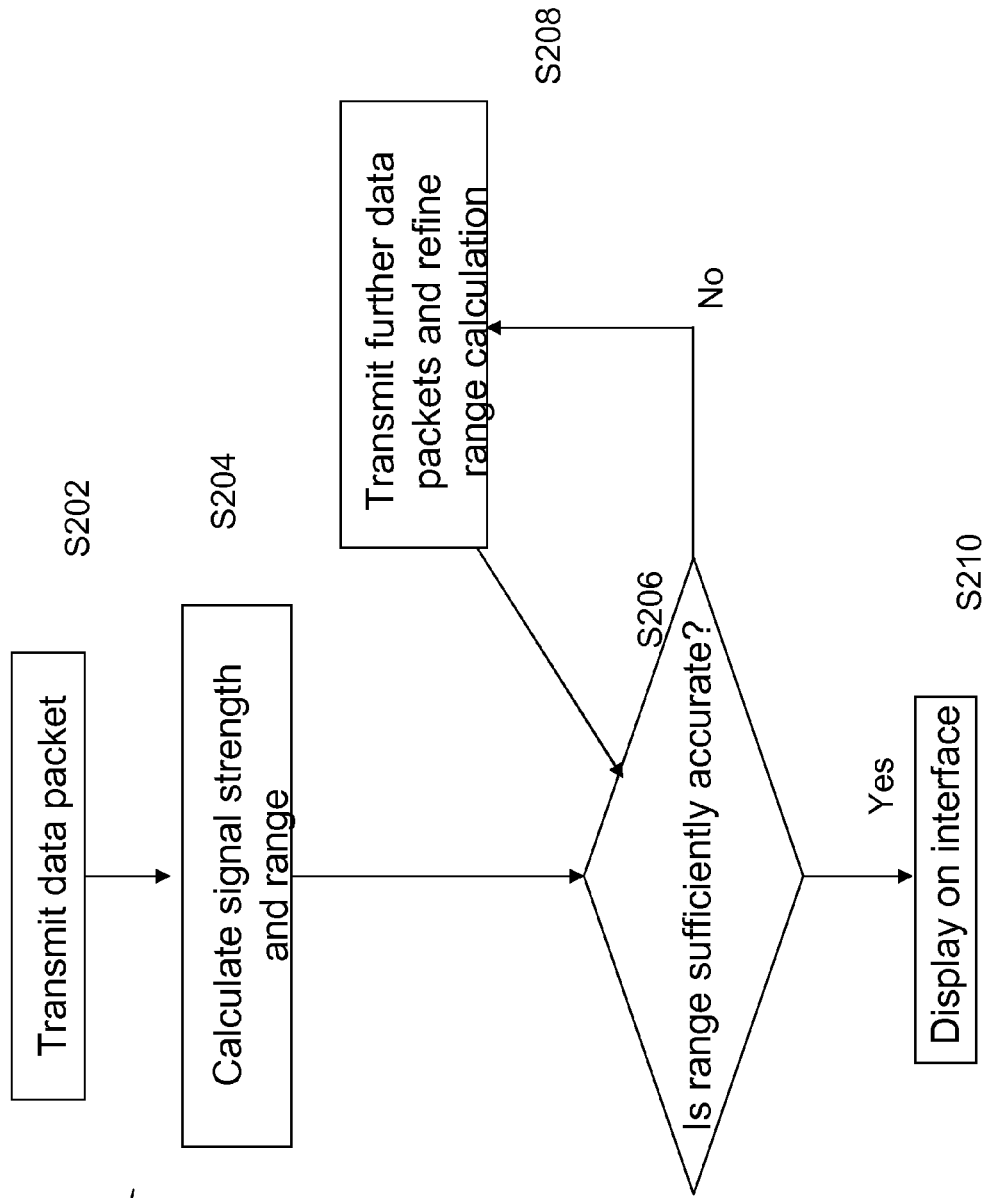 Transmit data packet
S202
Calculate signal strength
and range
S204
Transmit further data
packets and refine
range calculation
S208
S206
Is range sufficiently accurate?
No
Yes
Display on interface
S210